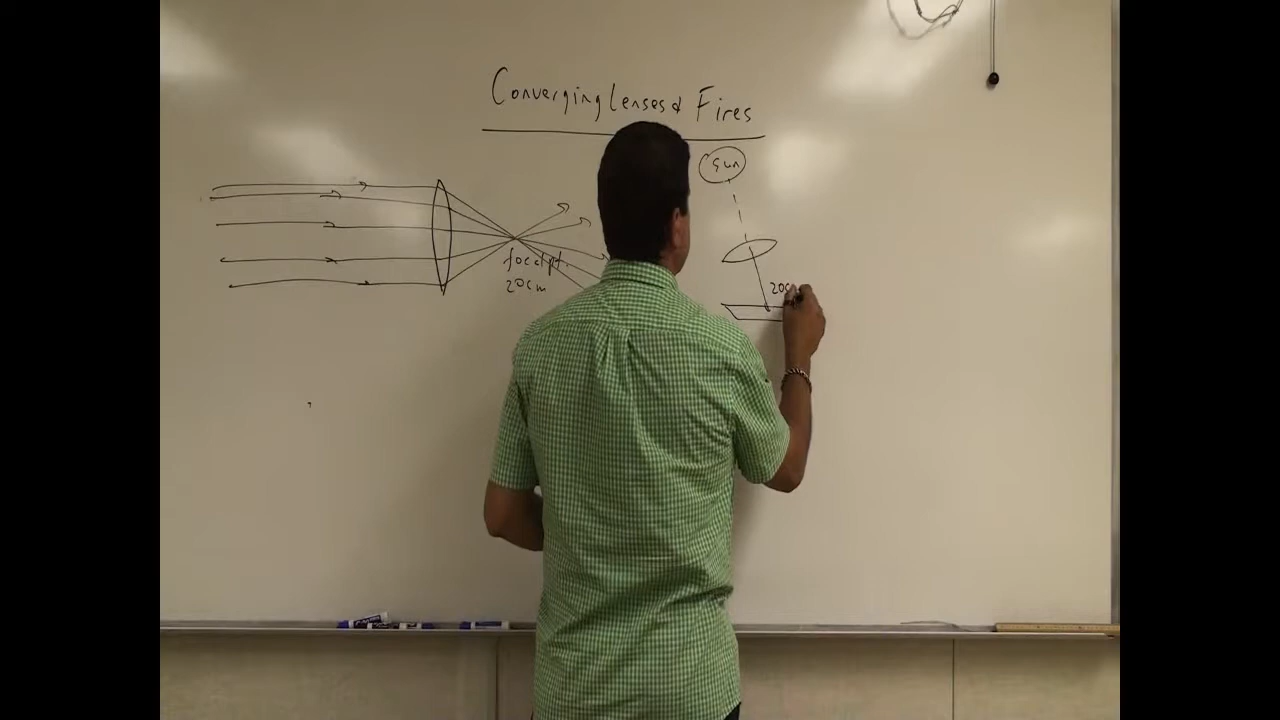 Converging Lenses & Fires
Sun
focal pt.
20cm
20c